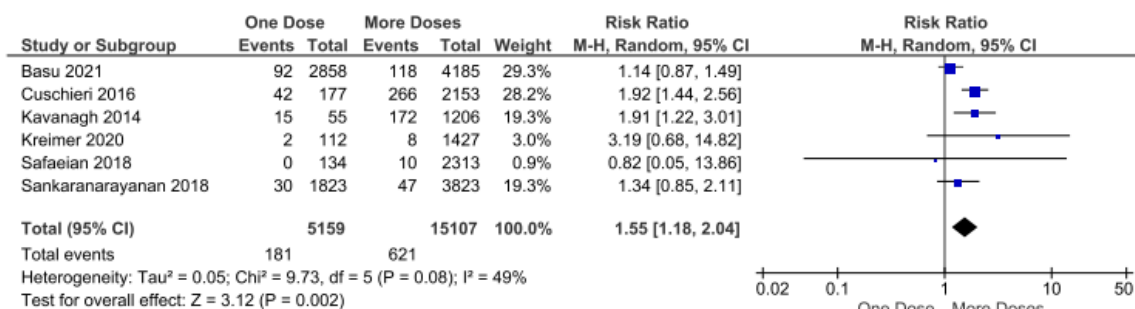 One Dose More Doses Risk Ratio Risk Ratio
Study or Subgroup Events Total Events Total Weight M-H, Random, 95% CI M-H, Random, 95% CI
Basu 2021 92 2858 118 4185 29.3% 1.14 [0.87, 1.49]
Cuschieri 2016 42 177 266 2153 28.2% 1.92 [1.44, 2.56]
Kavanagh 2014 15 55 172 1206 19.3% 1.91 [1.22, 3.01]
Kreimer 2020 2 112 8 1427 3.0% 3.19 [0.68, 14.82]
Safaeian 2018 0 134 10 2313 0.9% 0.82 [0.05, 13.86]
Sankaranarayanan 2018 30 1823 47 3823 19.3% 1.34 [0.85, 2.11]
Total (95% CI) 5159 15107 100.0% 1.55 [1.18, 2.04]
Total events 181 621
Heterogeneity: Tau² = 0.05; Chi² = 9.73, df = 5 (P = 0.08); I² = 49%
Test for overall effect: Z = 3.12 (P = 0.002)
0.02 0.1 1 10 50
One Dose More Doses